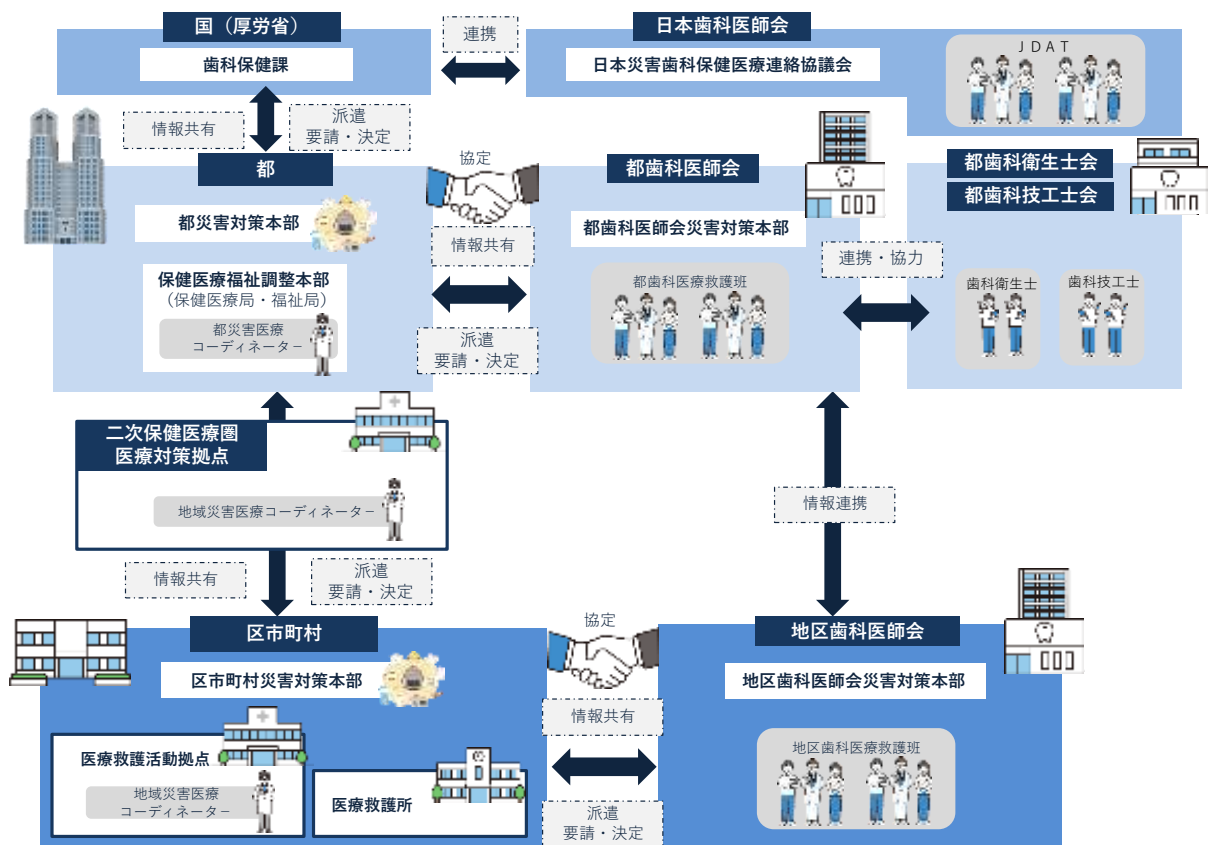 国（厚労省）
歯科保健課
連携
日本歯科医師会
日本災害歯科保健医療連絡協議会
JDAT
情報共有
派遣
要請・決定
都
都災害対策本部
保健医療福祉調整本部
（保健医療局・福祉局）
都災害医療
コーディネーター
協定
情報共有
派遣
要請・決定
都歯科医師会
都歯科医師会災害対策本部
都歯科医療救護班
連携・協力
都歯科衛生士会
都歯科技工士会
歯科衛生士
歯科技工士
二次保健医療圏
医療対策拠点
地域災害医療コーディネーター
情報共有
派遣
要請・決定
情報連携
区市町村
区市町村災害対策本部
医療救護活動拠点
地域災害医療
コーディネーター
医療救護所
協定
情報共有
派遣
要請・決定
地区歯科医師会
地区歯科医師会災害対策本部
地区歯科医療救護班